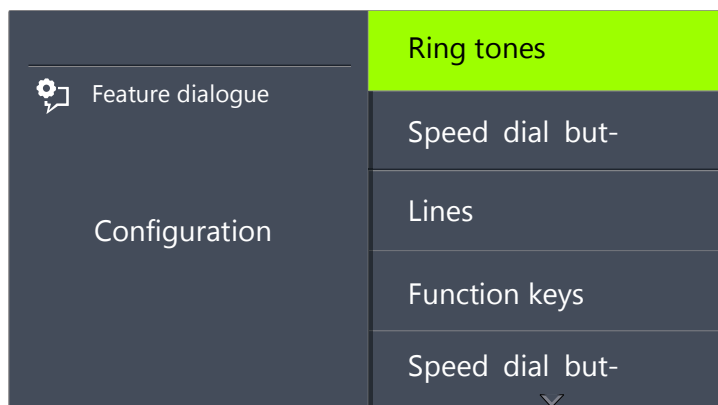 Feature dialogue
Configuration
Ring tones
Speed dial but-
Lines
Function keys
Speed dial but-